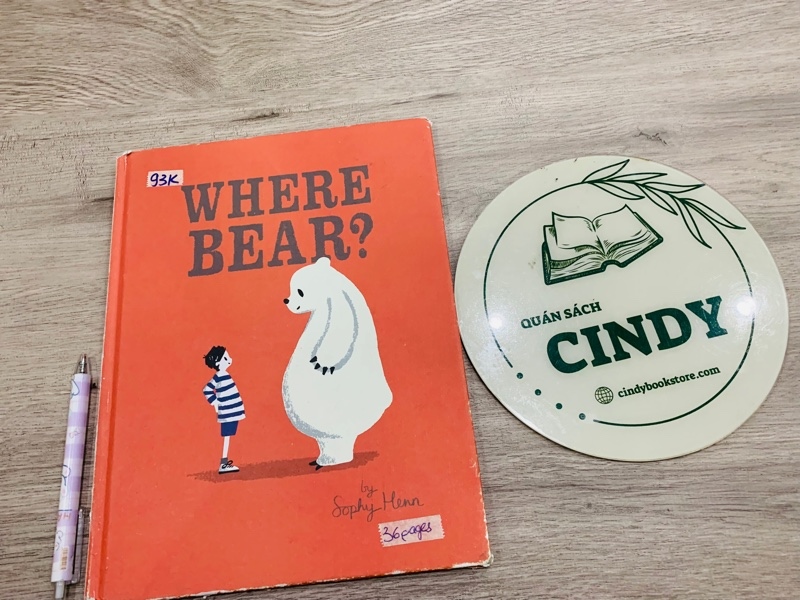 93K
WHERE
BEAR?
by
Sophy Henn
36 pages
QUÁN SÁCH
CINDY
cindybookstore.com